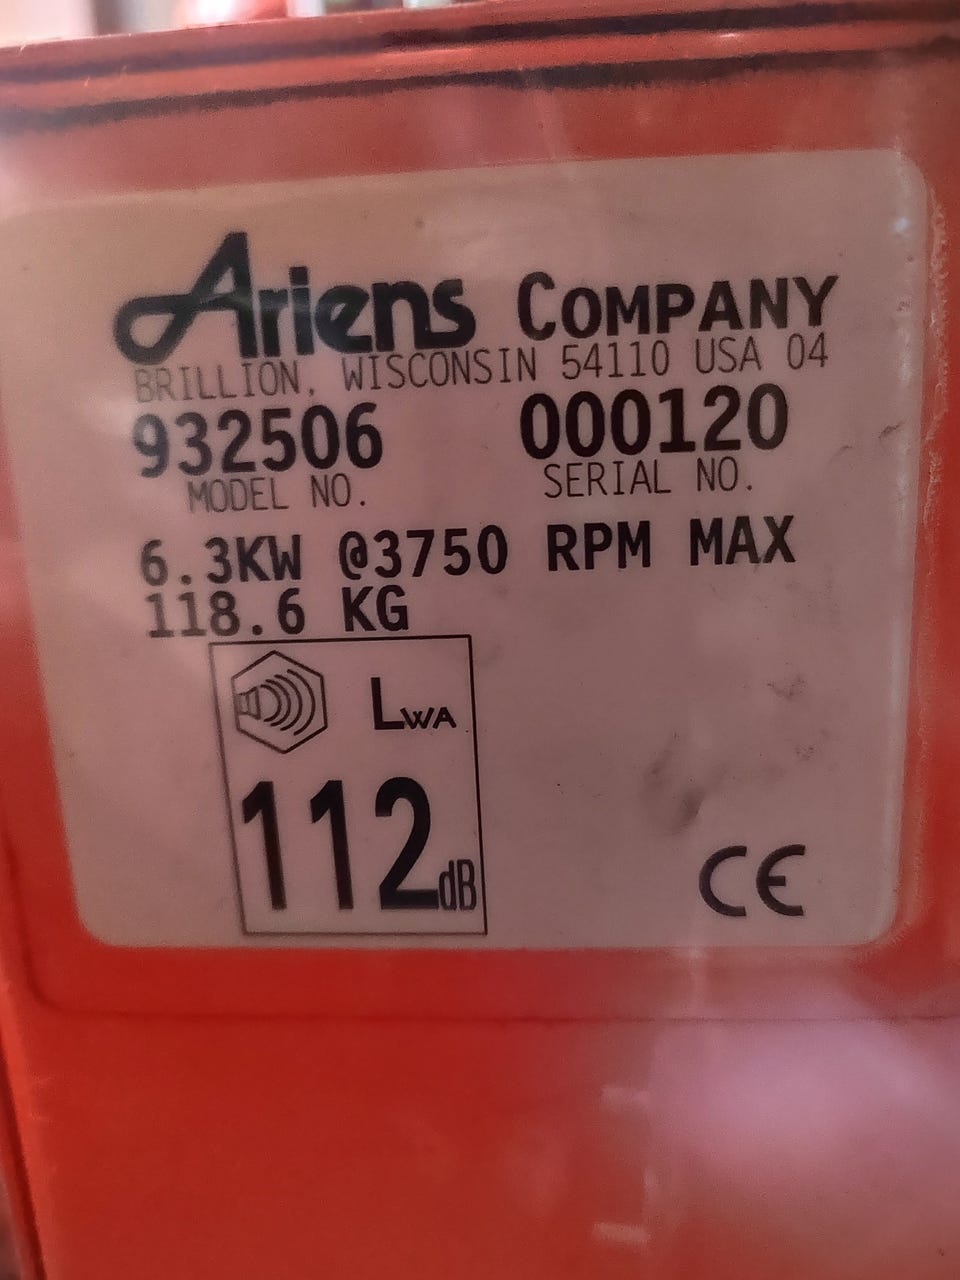 Ariens COMPANY
BRILLION, WISCONSIN 54110 USA 04
932506 000120
MODEL NO. SERIAL NO.
6.3KW @3750 RPM MAX
118.6 KG
LWA
112dB
CE